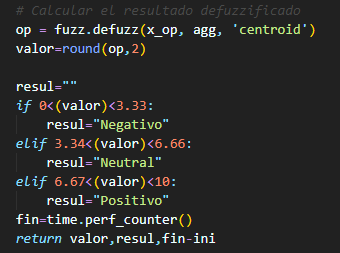 # Calcular el resultado defuzzificado
op = fuzz.defuzz(x_op, agg, 'centroid')
valor=round(op,2)
resul=""
if 0<(valor)<3.33:
    resul="Negativo"
elif 3.34<(valor)<6.66:
    resul="Neutral"
elif 6.67<(valor)<10:
    resul="Positivo"
fin=time.perf_counter()
return valor,resul,fin-ini